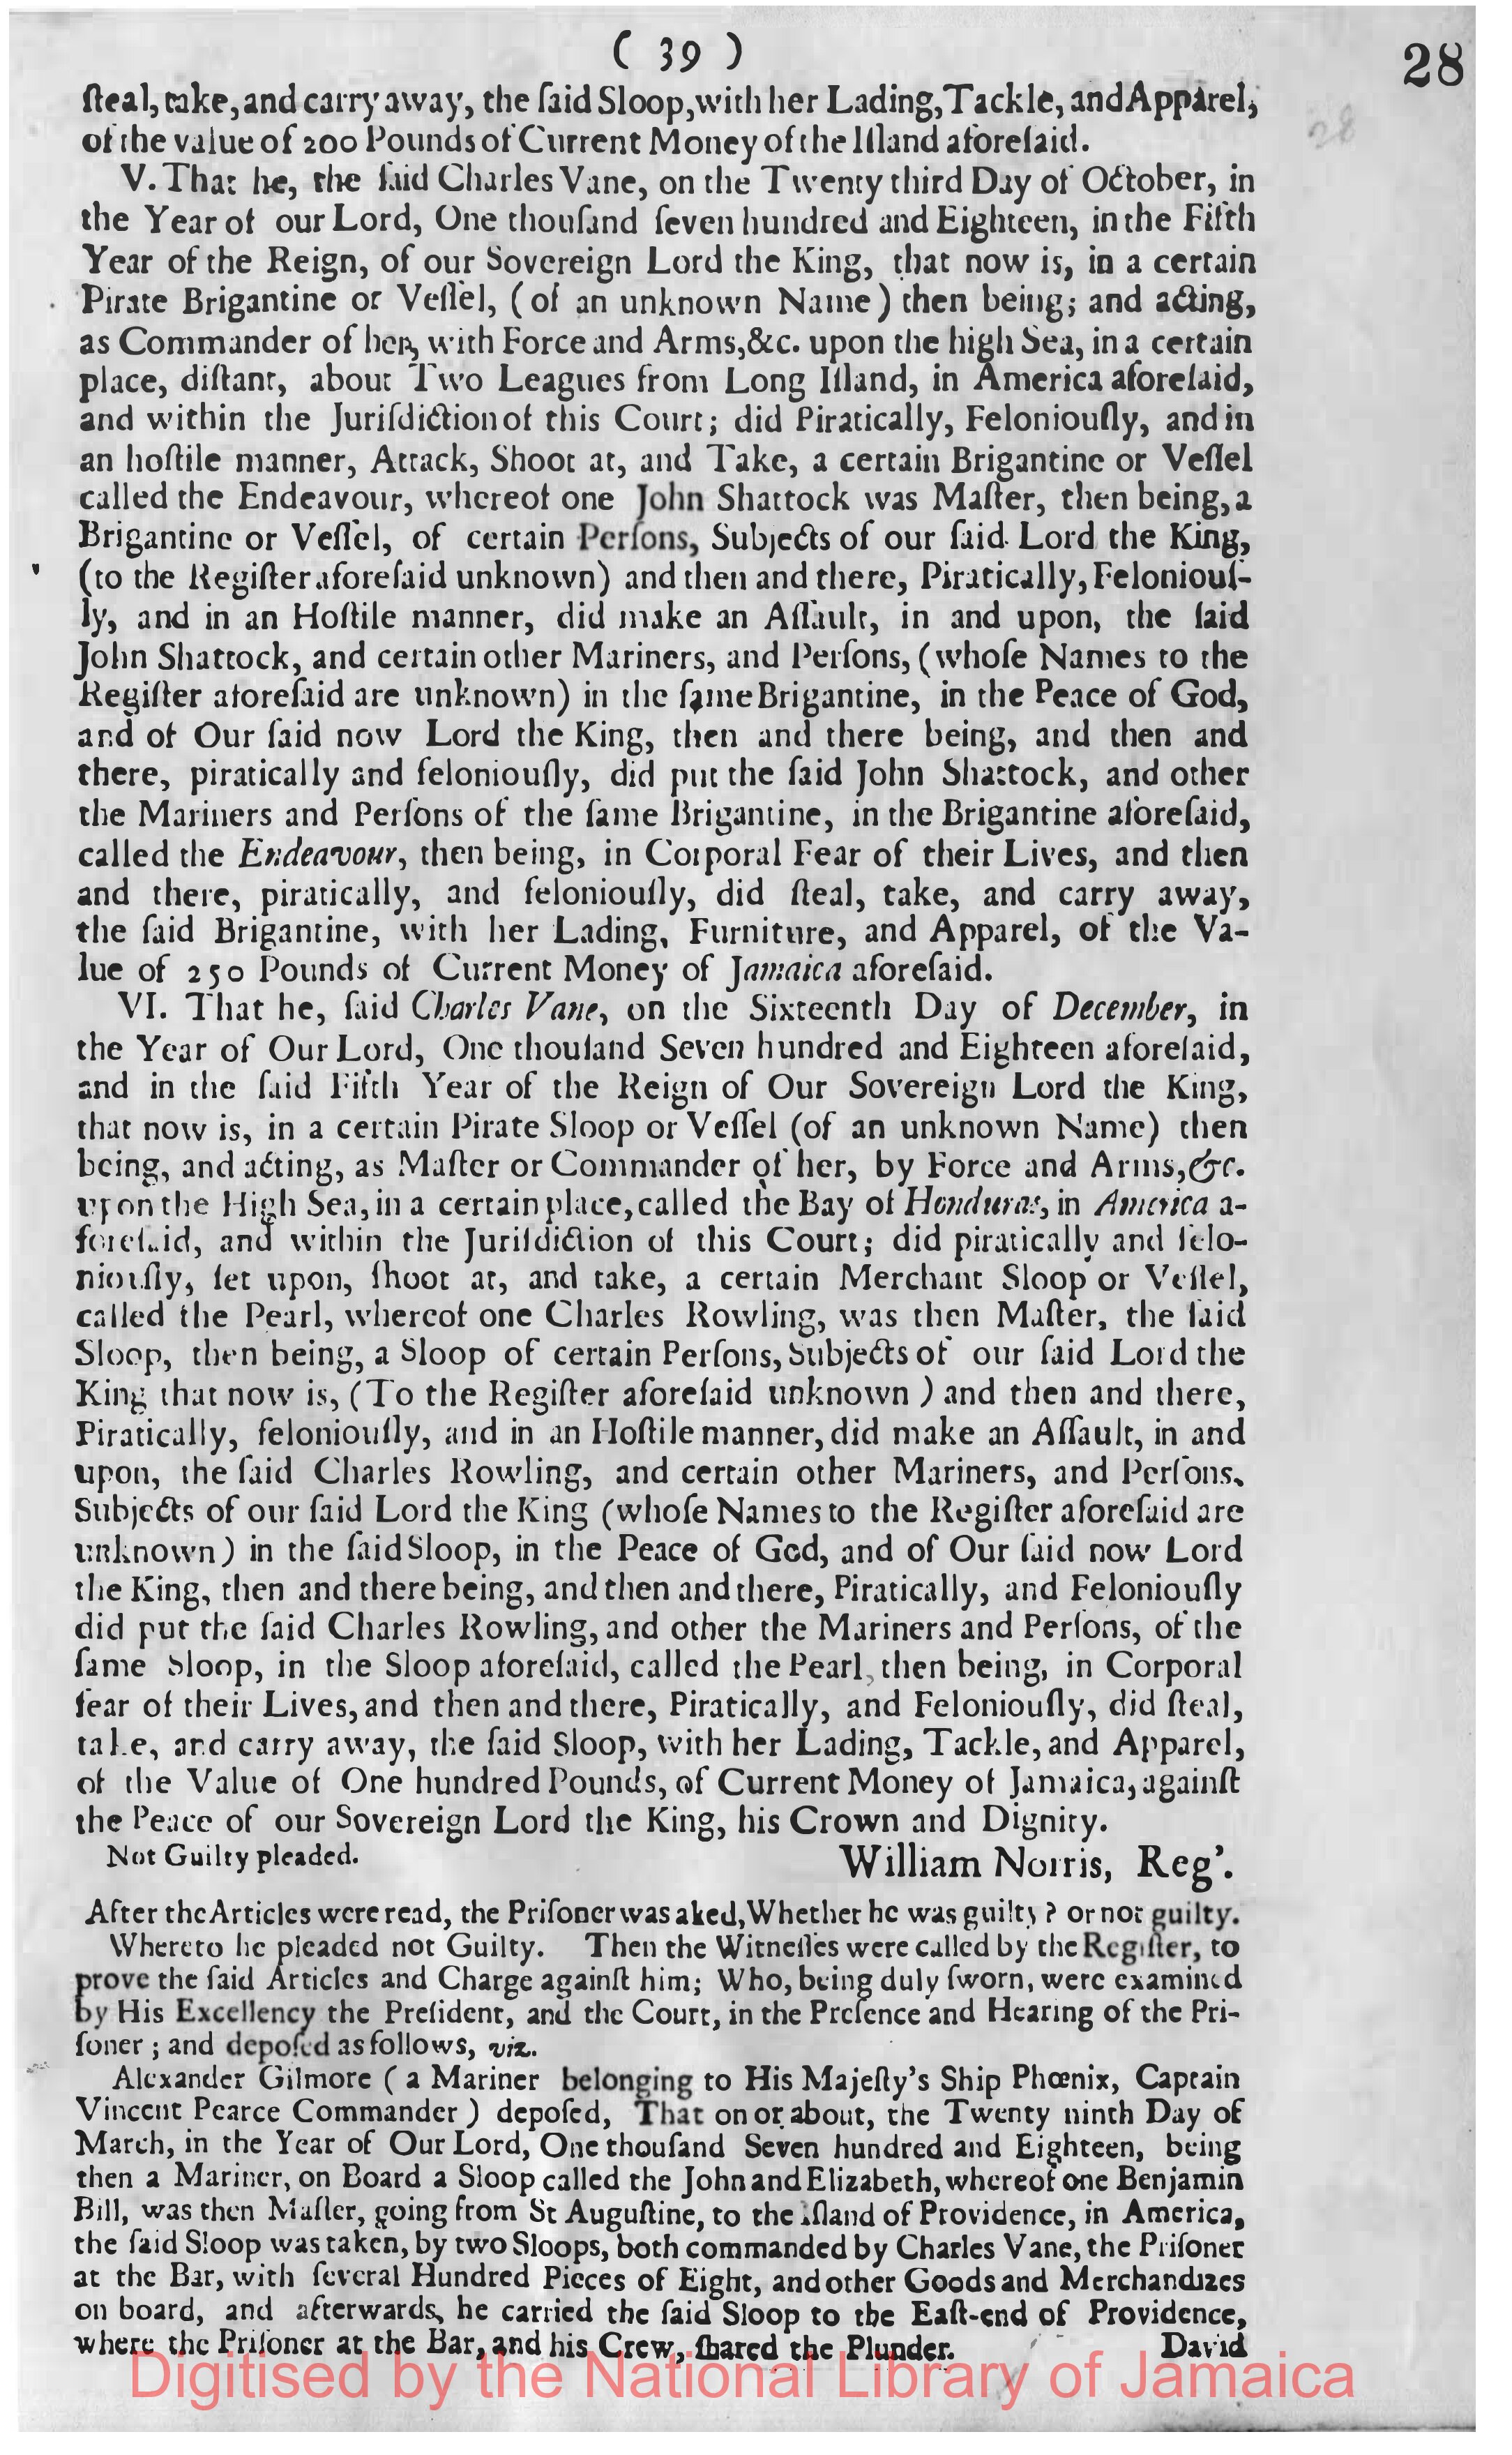 ( 39 )
28
28
ſteal, take, and carry away, the ſaid Sloop, with her Lading, Tackle, and Apparel,
of the value of 200 Pounds of Current Money of the Iſland aforeſaid.
V. That he, the ſaid Charles Vane, on the Twenty third Day of October, in
the Year of our Lord, One thouſand ſeven hundred and Eighteen, in the Fifth
Year of the Reign, of our Sovereign Lord the King, that now is, in a certain
Pirate Brigantine or Veſſel, (of an unknown Name) then being; and acting,
as Commander of her, with Force and Arms, &c. upon the high Sea, in a certain
place, diſtant, about Two Leagues from Long Iſland, in America aforeſaid,
and within the Juriſdiction of this Court; did Piratically, Feloniouſly, and in
an hoſtile manner, Attack, Shoot at, and Take, a certain Brigantine or Veſſel
called the Endeavour, whereof one John Shattock was Maſter, then being, a
Brigantine or Veſſel, of certain Perſons, Subjects of our ſaid Lord the King,
(to the Regiſter aforeſaid unknown) and then and there, Piratically, Feloniouſ-
ly, and in an Hoſtile manner, did make an Aſſault, in and upon, the ſaid
John Shattock, and certain other Mariners, and Perſons, (whoſe Names to the
Regiſter aforeſaid are unknown) in the ſame Brigantine, in the Peace of God,
and of Our ſaid now Lord the King, then and there being, and then and
there, piratically and feloniouſly, did put the ſaid John Shattock, and other
the Mariners and Perſons of the ſame Brigantine, in the Brigantine aforeſaid,
called the Endeavour, then being, in Corporal Fear of their Lives, and then
and there, piratically, and feloniouſly, did ſteal, take, and carry away,
the ſaid Brigantine, with her Lading, Furniture, and Apparel, of the Va-
lue of 250 Pounds of Current Money of Jamaica aforeſaid.
VI. That he, ſaid Charles Vane, on the Sixteenth Day of December, in
the Year of Our Lord, One thouſand Seven hundred and Eighteen aforeſaid,
and in the ſaid Fifth Year of the Reign of Our Sovereign Lord the King,
that now is, in a certain Pirate Sloop or Veſſel (of an unknown Name) then
being, and acting, as Maſter or Commander of her, by Force and Arms, &c.
upon the High Sea, in a certain place, called the Bay of Honduras, in America a-
foreſaid, and within the Juriſdiction of this Court; did piratically and felo-
niouſly, ſet upon, ſhoot at, and take, a certain Merchant Sloop or Veſſel,
called the Pearl, whereof one Charles Rowling, was then Maſter, the ſaid
Sloop, then being, a Sloop of certain Perſons, Subjects of our ſaid Lord the
King that now is, (To the Regiſter aforeſaid unknown ) and then and there,
Piratically, feloniouſly, and in an Hoſtile manner, did make an Aſſault, in and
upon, the ſaid Charles Rowling, and certain other Mariners, and Perſons,
Subjects of our ſaid Lord the King (whoſe Names to the Regiſter aforeſaid are
unknown) in the ſaid Sloop, in the Peace of God, and of Our ſaid now Lord
the King, then and there being, and then and there, Piratically, and Feloniouſly
did put the ſaid Charles Rowling, and other the Mariners and Perſons, of the
ſame Sloop, in the Sloop aforeſaid, called the Pearl, then being, in Corporal
fear of their Lives, and then and there, Piratically, and Feloniouſly, did ſteal,
take, and carry away, the ſaid Sloop, with her Lading, Tackle, and Apparel,
of the Value of One hundred Pounds, of Current Money of Jamaica, againſt
the Peace of our Sovereign Lord the King, his Crown and Dignity.
Not Guilty pleaded. William Norris, Reg'.
After the Articles were read, the Priſoner was aked, Whether he was guilty? or not guilty.
Whereto he pleaded not Guilty. Then the Witneſſes were called by the Regiſter, to
prove the ſaid Articles and Charge againſt him; Who, being duly ſworn, were examined
by His Excellency the Preſident, and the Court, in the Preſence and Hearing of the Pri-
ſoner; and depoſed as follows, viz.
Alexander Gilmore ( a Mariner belonging to His Majeſty's Ship Phœnix, Captain
Vincent Pearce Commander ) depoſed, That on or about, the Twenty ninth Day of
March, in the Year of Our Lord, One thouſand Seven hundred and Eighteen, being
then a Mariner, on Board a Sloop called the John and Elizabeth, whereof one Benjamin
Bill, was then Maſter, going from St Auguſtine, to the Iſland of Providence, in America,
the ſaid Sloop was taken, by two Sloops, both commanded by Charles Vane, the Priſoner
at the Bar, with ſeveral Hundred Pieces of Eight, and other Goods and Merchandizes
on board, and afterwards, he carried the ſaid Sloop to the Eaſt-end of Providence,
where the Priſoner at the Bar, and his Crew, ſhared the Plunder. David
Digitised by the National Library of Jamaica